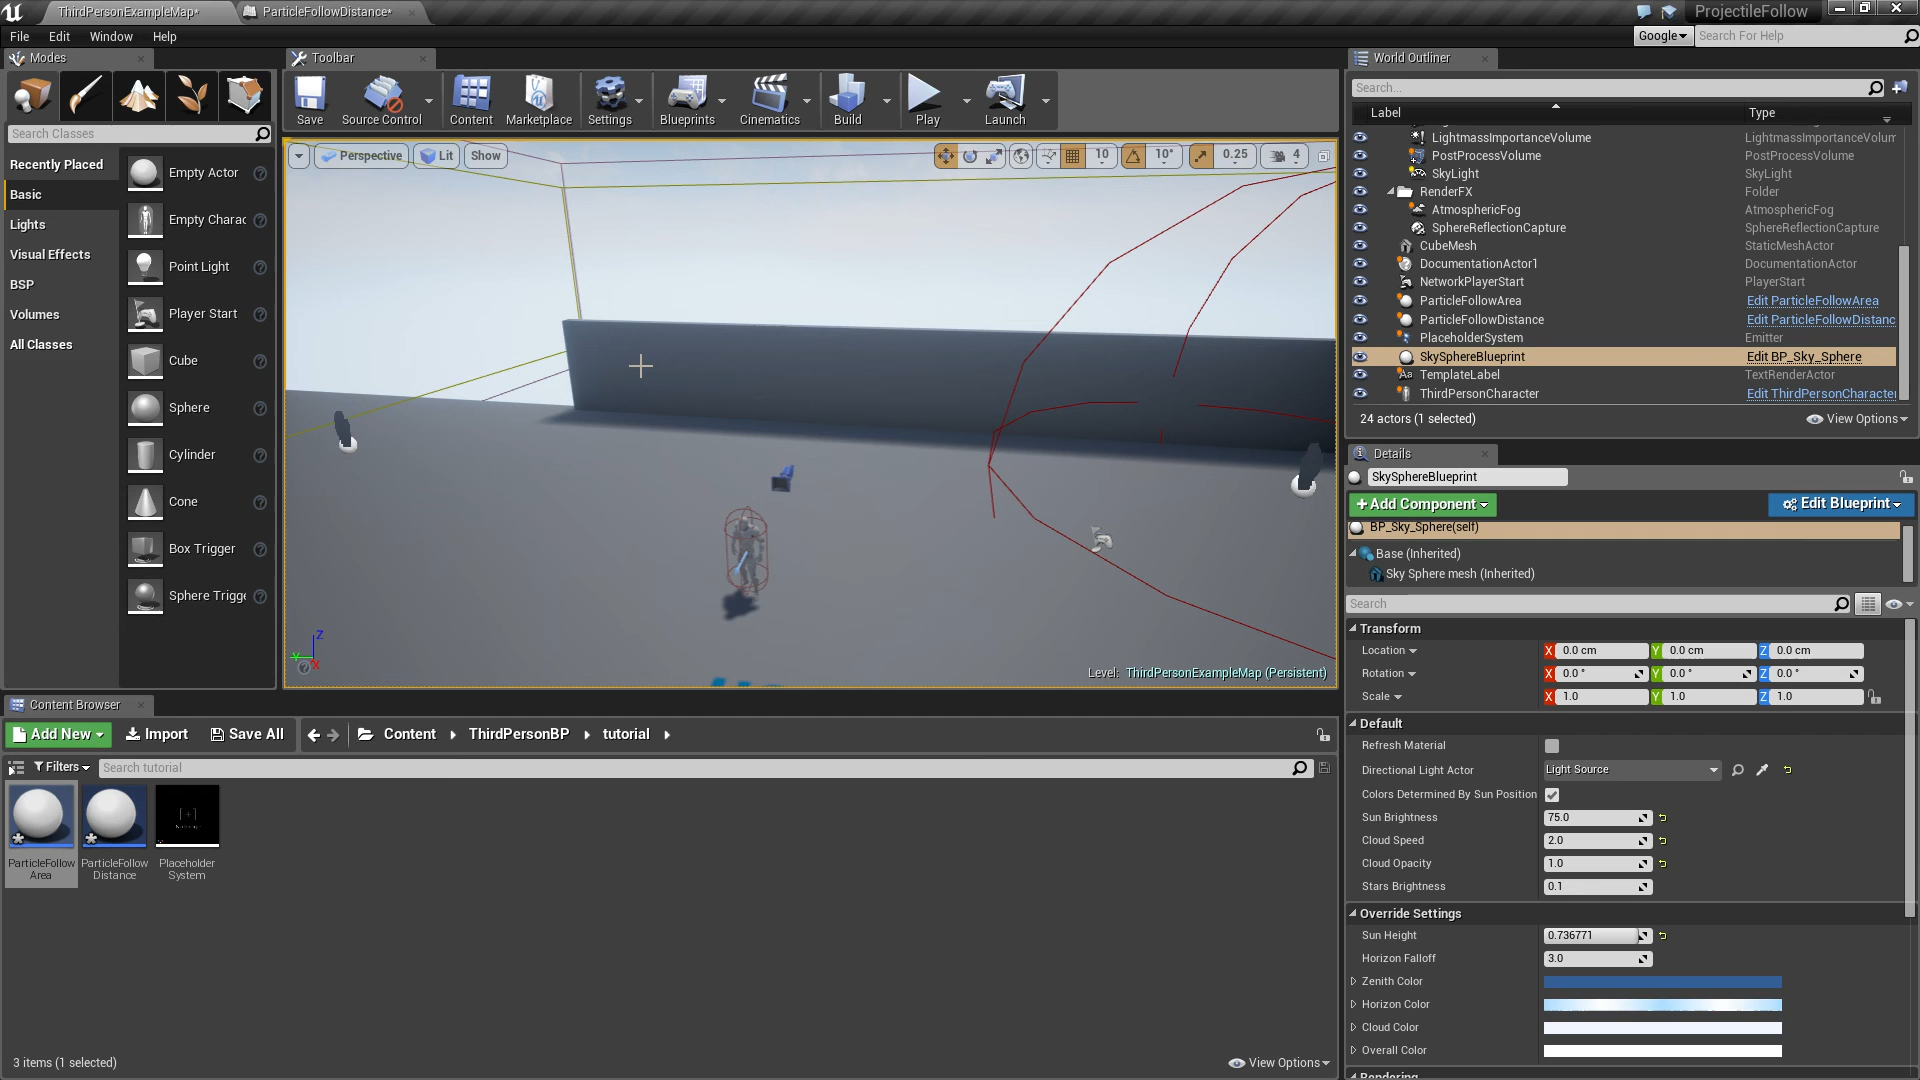 ThirdPersonExampleMap*
ParticleFollowDistance*
ProjectileFollow
File Edit Window Help
Google
Search For Help
Modes
Search Classes
Recently Placed
Basic
Lights
Visual Effects
BSP
Volumes
All Classes
Empty Actor
Empty Charac
Point Light
Player Start
Cube
Sphere
Cylinder
Cone
Box Trigger
Sphere Trigge
Toolbar
Save
Source Control
Content
Marketplace
Settings
Blueprints
Cinematics
Build
Play
Launch
Perspective
Lit
Show
10
10°
0.25
4
Z
Y
X
Level: ThirdPersonExampleMap (Persistent)
World Outliner
Search...
Label Type
LightmassImportanceVolume LightmassImportanceVolum
PostProcessVolume PostProcessVolume
SkyLight SkyLight
RenderFX Folder
AtmosphericFog AtmosphericFog
SphereReflectionCapture SphereReflectionCapture
CubeMesh StaticMeshActor
DocumentationActor1 DocumentationActor
NetworkPlayerStart PlayerStart
ParticleFollowArea Edit ParticleFollowArea
ParticleFollowDistance Edit ParticleFollowDistanc
PlaceholderSystem Emitter
SkySphereBlueprint Edit BP_Sky_Sphere
TemplateLabel TextRenderActor
ThirdPersonCharacter Edit ThirdPersonCharacter
24 actors (1 selected)
View Options
Details
SkySphereBlueprint
+Add Component
Edit Blueprint
BP_Sky_Sphere(self)
Base (Inherited)
Sky Sphere mesh (Inherited)
Search
Transform
Location X 0.0 cm Y 0.0 cm Z 0.0 cm
Rotation X 0.0 ° Y 0.0 ° Z 0.0 °
Scale X 1.0 Y 1.0 Z 1.0
Default
Refresh Material
Directional Light Actor Light Source
Colors Determined By Sun Position
Sun Brightness 75.0
Cloud Speed 2.0
Cloud Opacity 1.0
Stars Brightness 0.1
Override Settings
Sun Height 0.736771
Horizon Falloff 3.0
Zenith Color
Horizon Color
Cloud Color
Overall Color
Rendering
Content Browser
Add New
Import
Save All
Content
ThirdPersonBP
tutorial
Filters
Search tutorial
ParticleFollow
Area
ParticleFollow
Distance
Placeholder
System
3 items (1 selected)
View Options